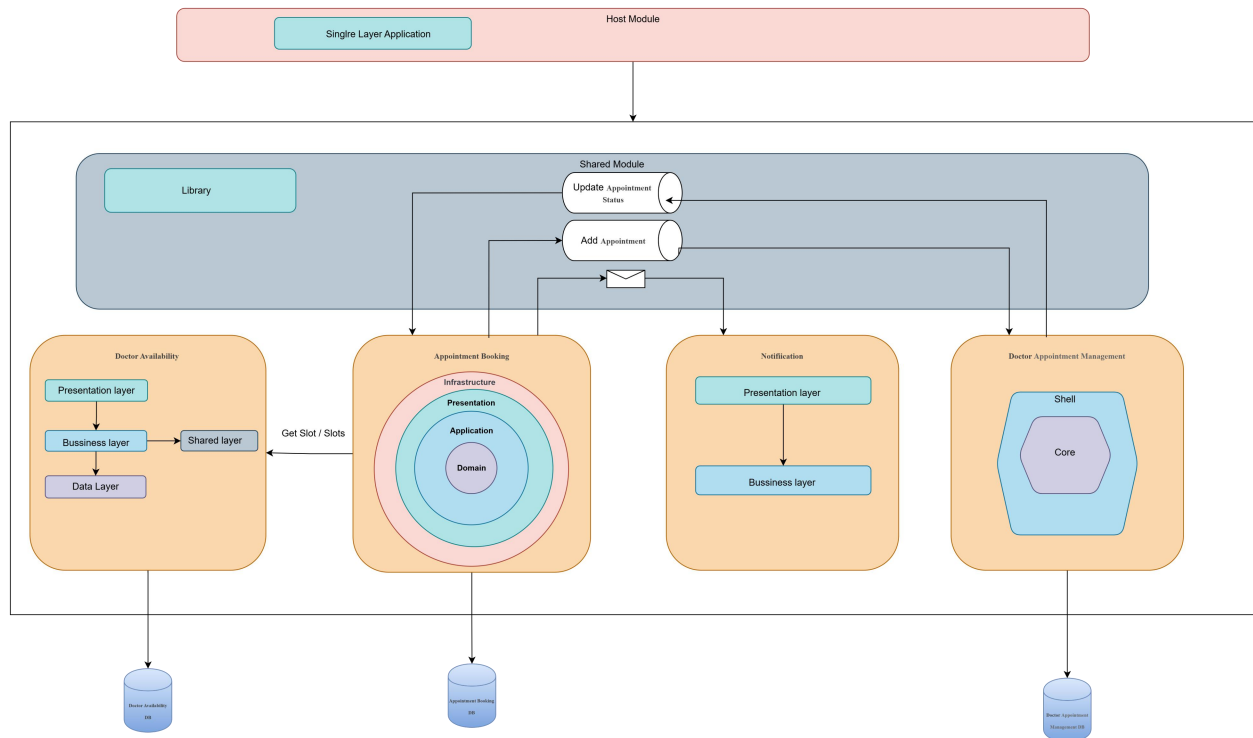 Host Module
Singlre Layer Application
Shared Module
Library
Update Appointment
Status
Add Appointment
Doctor Availability
Presentation layer
Bussiness layer
Shared layer
Data Layer
Get Slot / Slots
Appointment Booking
Infrastructure
Presentation
Application
Domain
Notifiication
Presentation layer
Bussiness layer
Doctor Appointment Management
Shell
Core
Doctor Availability
DB
Appointment Booking
DB
Doctor Appointment
Management DB